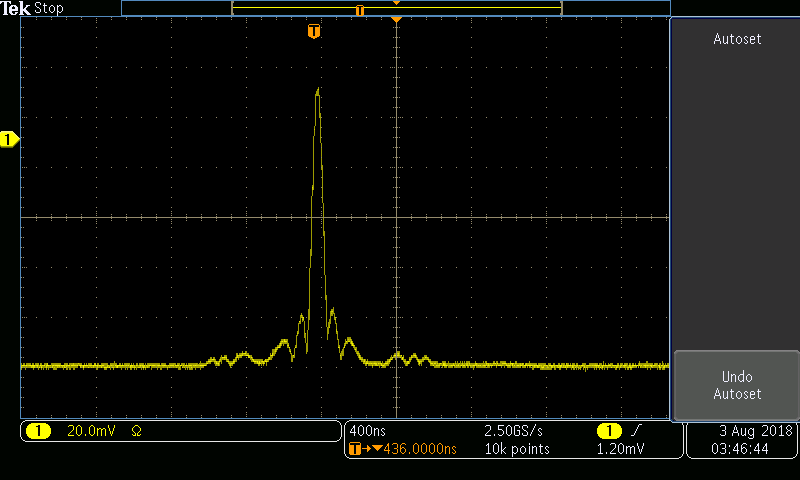 Tek Stop
T
T
Autoset
1
Undo
Autoset
1 20.0mV Ω
400ns 2.50GS/s 1
T→▼436.0000ns 10k points 1.20mV
3 Aug 2018
03:46:44